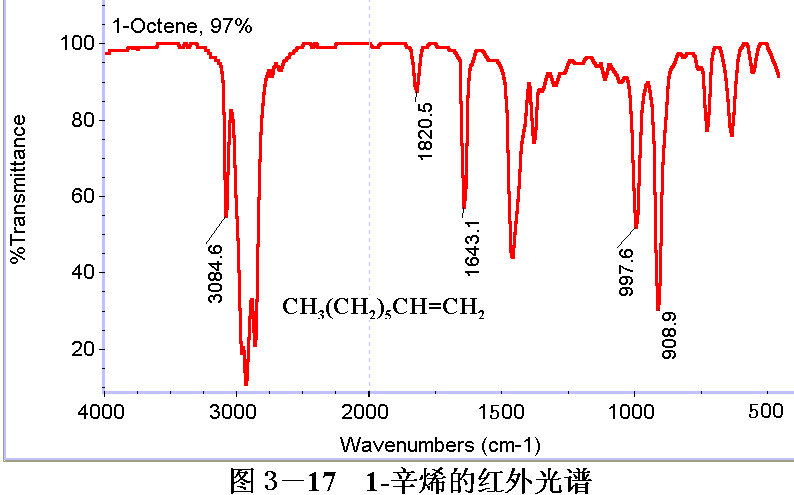 1-Octene, 97%
%Transmittance
100
80
60
40
20
3084.6
1820.5
1643.1
997.6
908.9
CH₃(CH₂)₅CH=CH₂
4000 3000 2000 1500 1000 500
Wavenumbers (cm-1)
图 3－17 1-辛烯的红外光谱